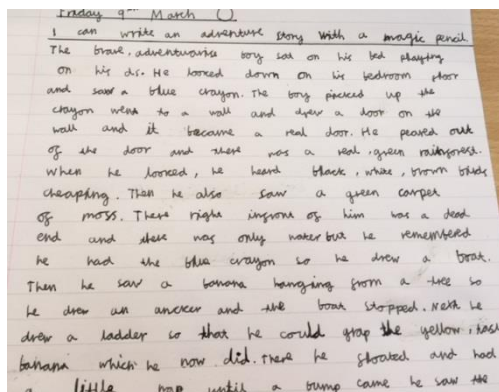 Friday 9th March
I can write an adventure story with a magic pencil
The brave, adventurous boy sat on his bed playing
on his ds. He looked down on his bedroom floor
and saw a blue crayon. The boy picked up the
crayon went to a wall and drew a door on the
wall and it became a real door. He peared out
of the door and there was a real, green rainforest.
When he looked, he heard black, white, brown birds
cheaping. Then he also saw a green carpet
of moss. There right infront of him was a dead
end and there was only water but he remembered
he had the blue crayon so he drew a boat.
Then he saw a banana hanging from a tree so
he drew an ancker and the boat stopped. Next he
drew a ladder so that he could grap the yellow,
banana which he now did. There he floated and had
a little nap until a bump came he saw the